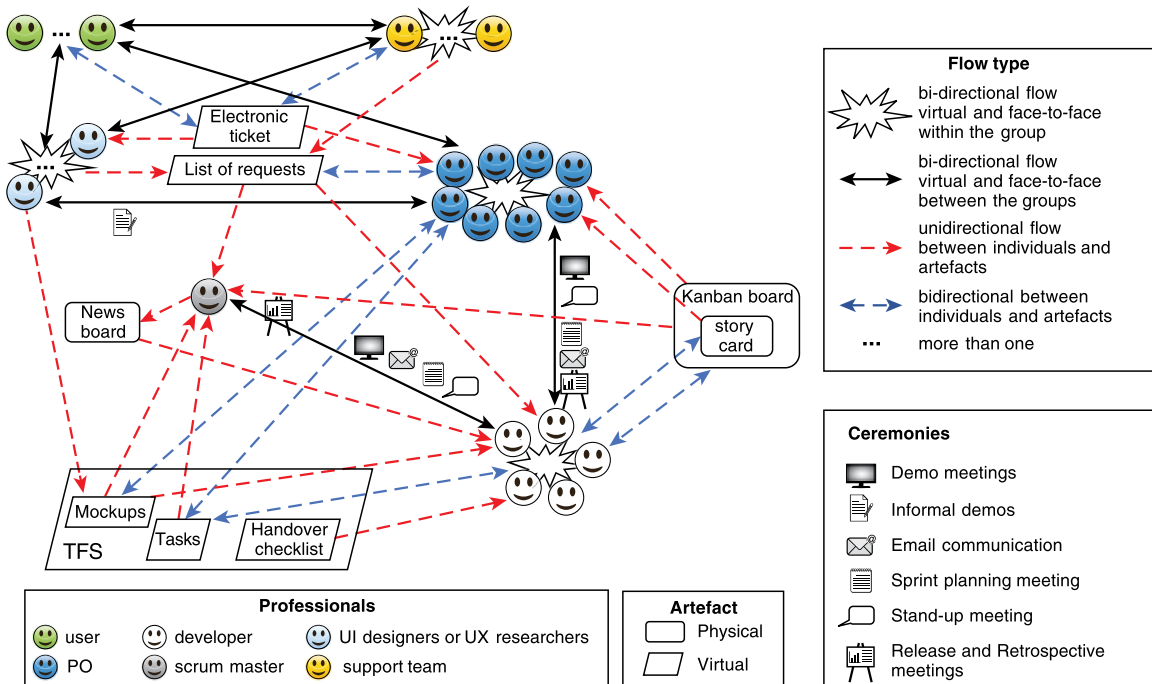 ...
...
Electronic
ticket
...
List of requests
News
board
Kanban board
story
card
Mockups
Tasks
Handover
checklist
TFS
Flow type
bi-directional flow
virtual and face-to-face
within the group
bi-directional flow
virtual and face-to-face
between the groups
unidirectional flow
between individuals and
artefacts
bidirectional between
individuals and artefacts
... more than one
Ceremonies
Demo meetings
Informal demos
@ Email communication
Sprint planning meeting
Stand-up meeting
Release and Retrospective
meetings
Professionals
user
developer
UI designers or UX researchers
PO
scrum master
support team
Artefact
Physical
Virtual